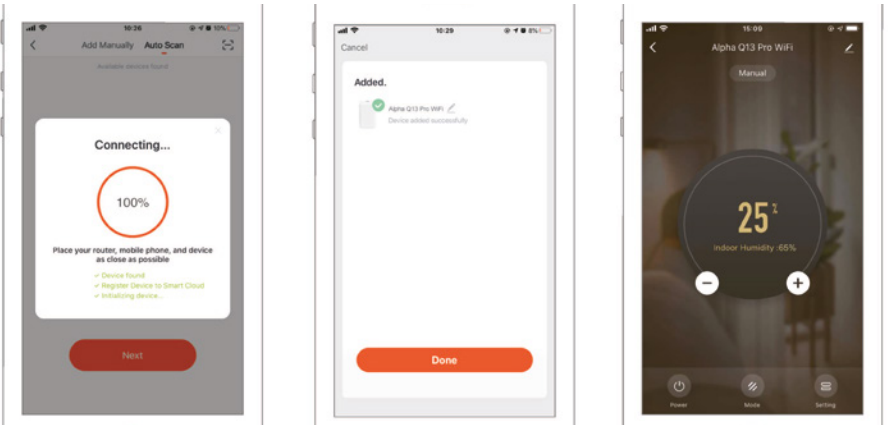 10:26
10%
Add Manually Auto Scan
Available devices found
Connecting...
100%
Place your router, mobile phone, and device
as close as possible
✓ Device found
✓ Register Device to Smart Cloud
✓ Initializing device...
Next
10:29
8%
Cancel
Added.
Alpha Q13 Pro WiFi
Device added successfully
Done
15:09
Alpha Q13 Pro WiFi
Manual
25%
Indoor Humidity :65%
Power
Mode
Setting